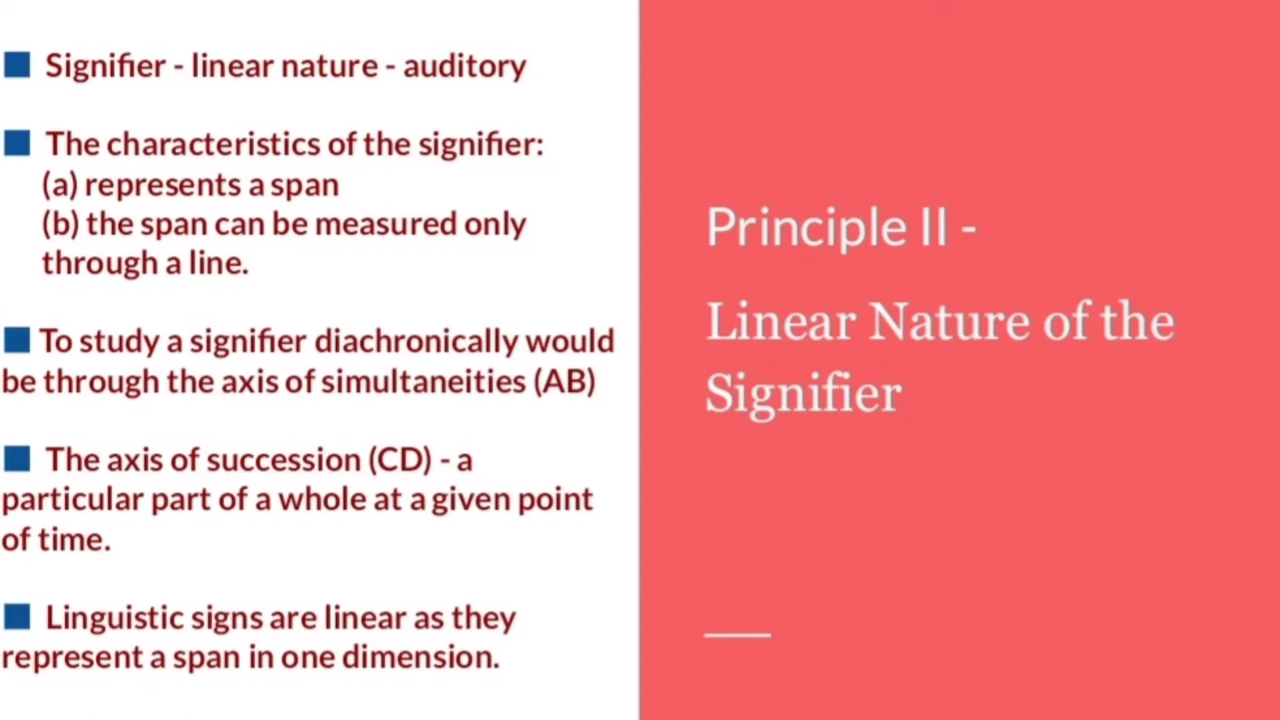 Signifier - linear nature - auditory
The characteristics of the signifier:
(a) represents a span
(b) the span can be measured only
through a line.
To study a signifier diachronically would
be through the axis of simultaneities (AB)
The axis of succession (CD) - a
particular part of a whole at a given point
of time.
Linguistic signs are linear as they
represent a span in one dimension.
Principle II -
Linear Nature of the
Signifier